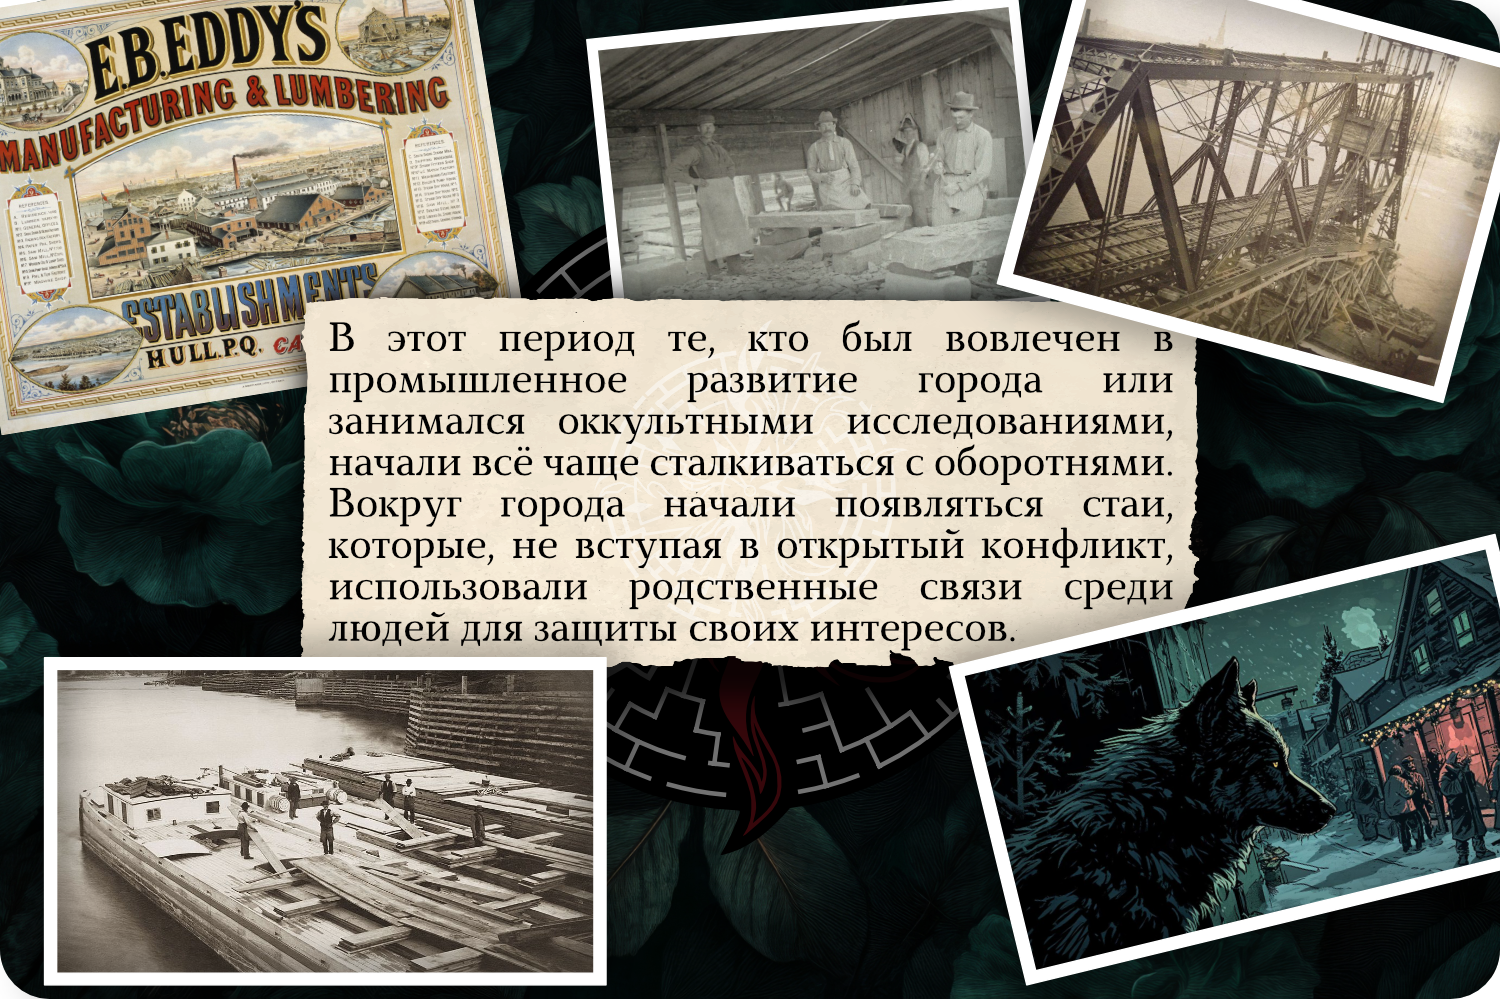 E.B.EDDY'S
MANUFACTURING & LUMBERING
REFERENCES
REFERENCES
ESTABLISHMENTS
HULL.P.Q.
В этот период те, кто был вовлечен в
промышленное развитие города или
занимался оккультными исследованиями,
начали всё чаще сталкиваться с оборотнями.
Вокруг города начали появляться стаи,
которые, не вступая в открытый конфликт,
использовали родственные связи среди
людей для защиты своих интересов.